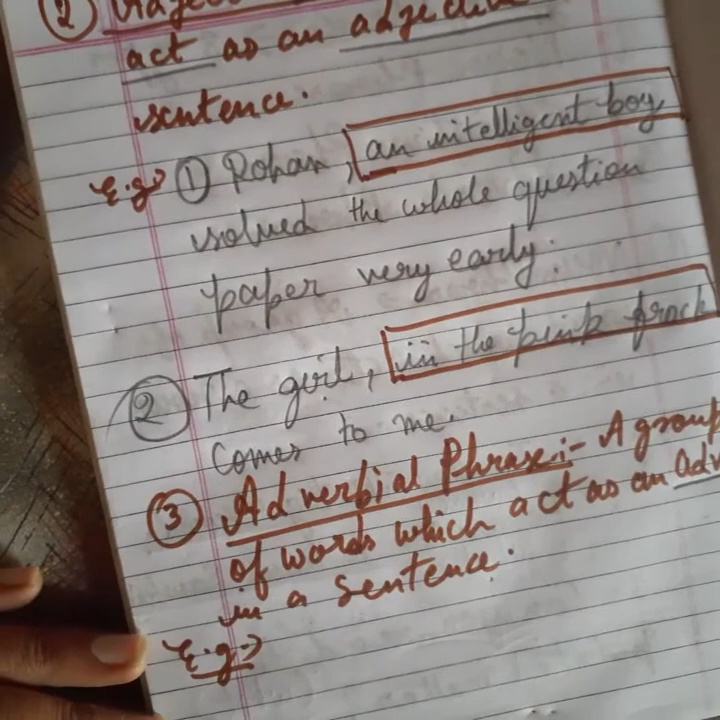 ②
act as an adjective
sentence.
E.g → ① Rohan, an intelligent boy
solved the whole question
paper very early.
② The girl, in the pink frock
Comes to me.
③ Adverbial Phrase :- A group
of words which act as an adv
in a sentence.
E.g →